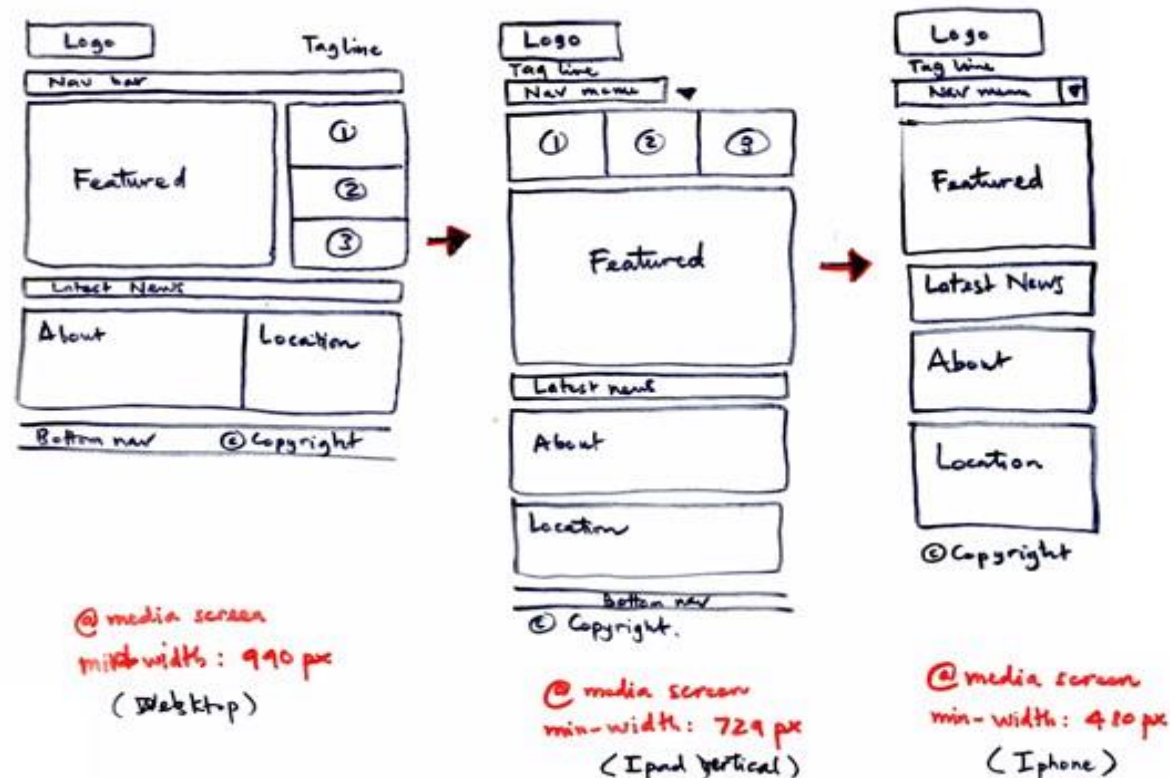 Logo
Tagline
Nav bar
Featured
①
②
③
Latest News
About
Location
Bottom nav
© Copyright
@media screen
width: 990 px
(Desktop)
Logo
Tag line
Nav menu
①
②
③
Featured
Latest news
About
Location
Bottom nav
© Copyright.
@media screen
min-width: 729 px
(Ipad vertical)
Logo
Tag line
Nav menu
Featured
Latest News
About
Location
© Copyright
@media screen
min-width: 480 px
(Iphone)